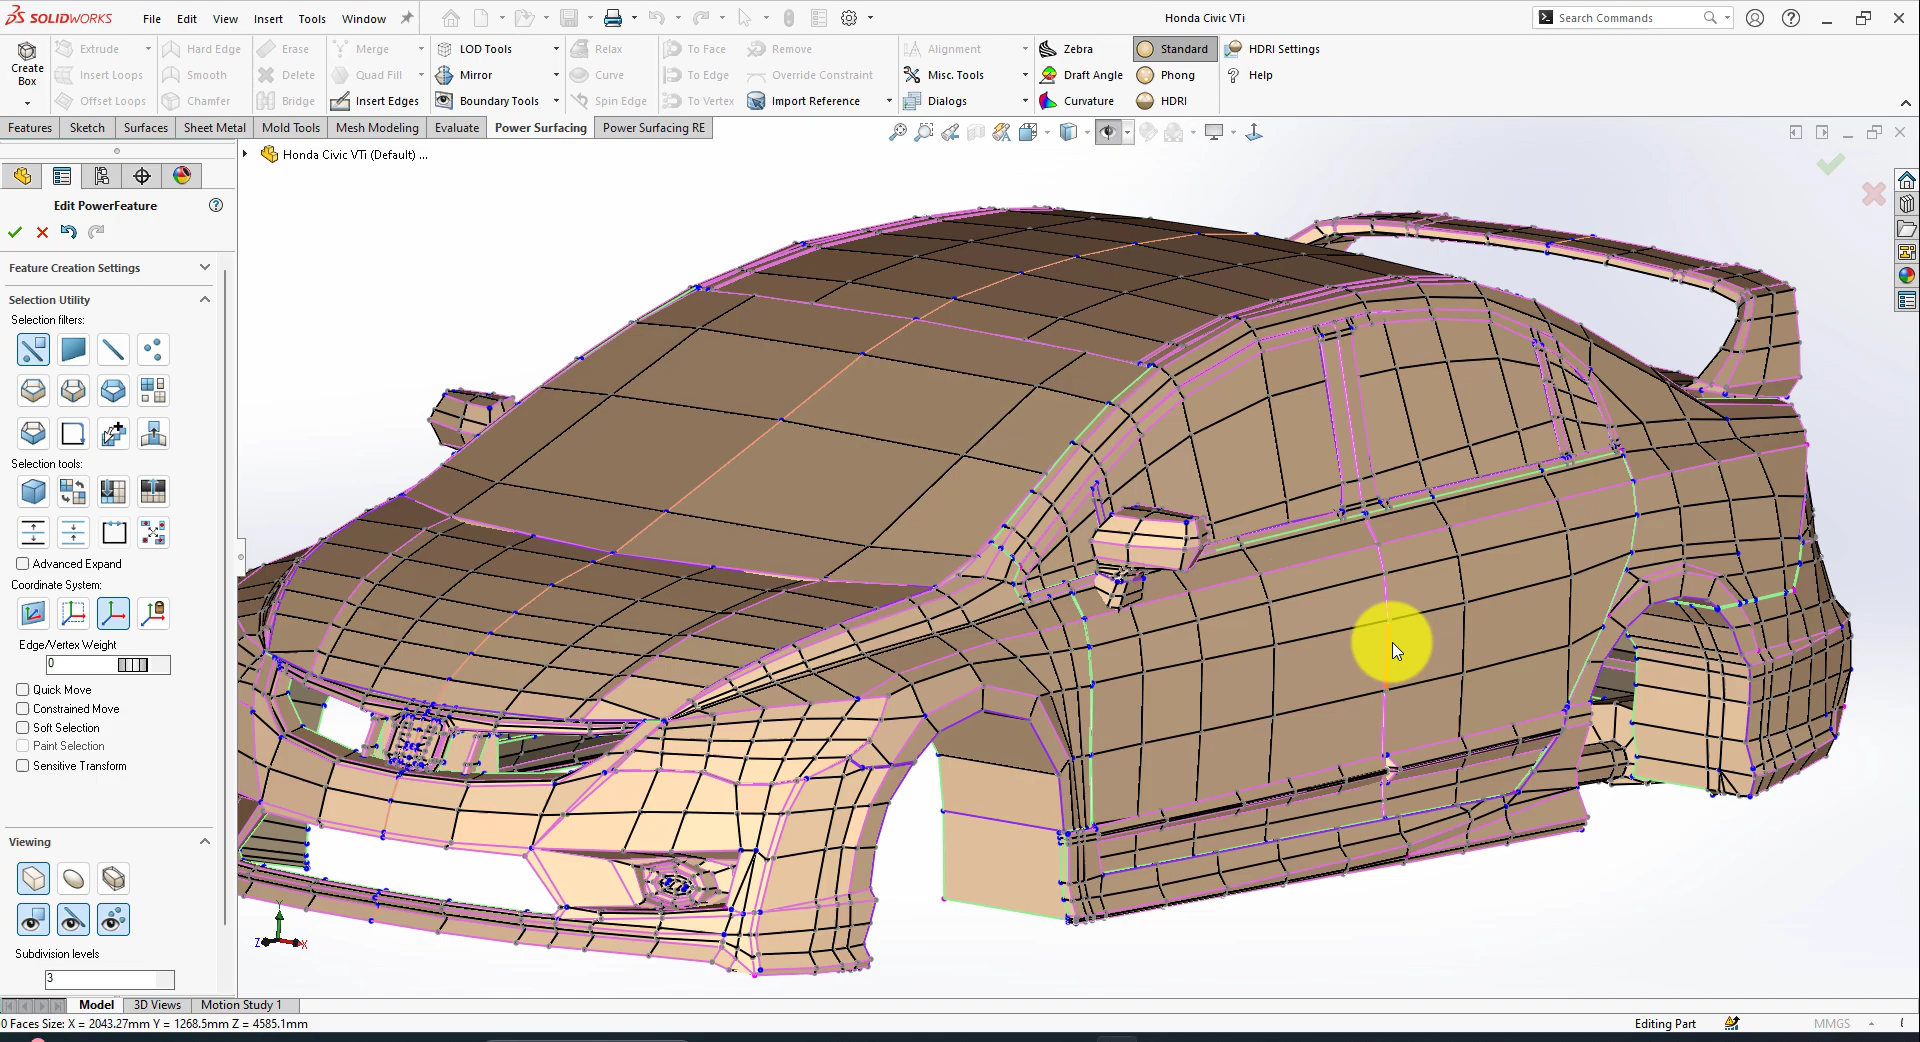 SOLIDWORKS File Edit View Insert Tools Window Honda Civic VTi Search Commands
Create Box
Extrude Hard Edge Erase Merge LOD Tools Relax To Face Remove Alignment Zebra Standard HDRI Settings
Insert Loops Smooth Delete Quad Fill Mirror Curve To Edge Override Constraint Misc. Tools Draft Angle Phong Help
Offset Loops Chamfer Bridge Insert Edges Boundary Tools Spin Edge To Vertex Import Reference Dialogs Curvature HDRI
Features Sketch Surfaces Sheet Metal Mold Tools Mesh Modeling Evaluate Power Surfacing Power Surfacing RE
Honda Civic VTi (Default) ...
Edit PowerFeature
Feature Creation Settings
Selection Utility
Selection filters:
Selection tools:
Advanced Expand
Coordinate System:
Edge/Vertex Weight
0
Quick Move
Constrained Move
Soft Selection
Paint Selection
Sensitive Transform
Viewing
Subdivision levels
3
Y
Z X
Model 3D Views Motion Study 1
0 Faces Size: X = 2043.27mm Y = 1268.5mm Z = 4585.1mm Editing Part MMGS